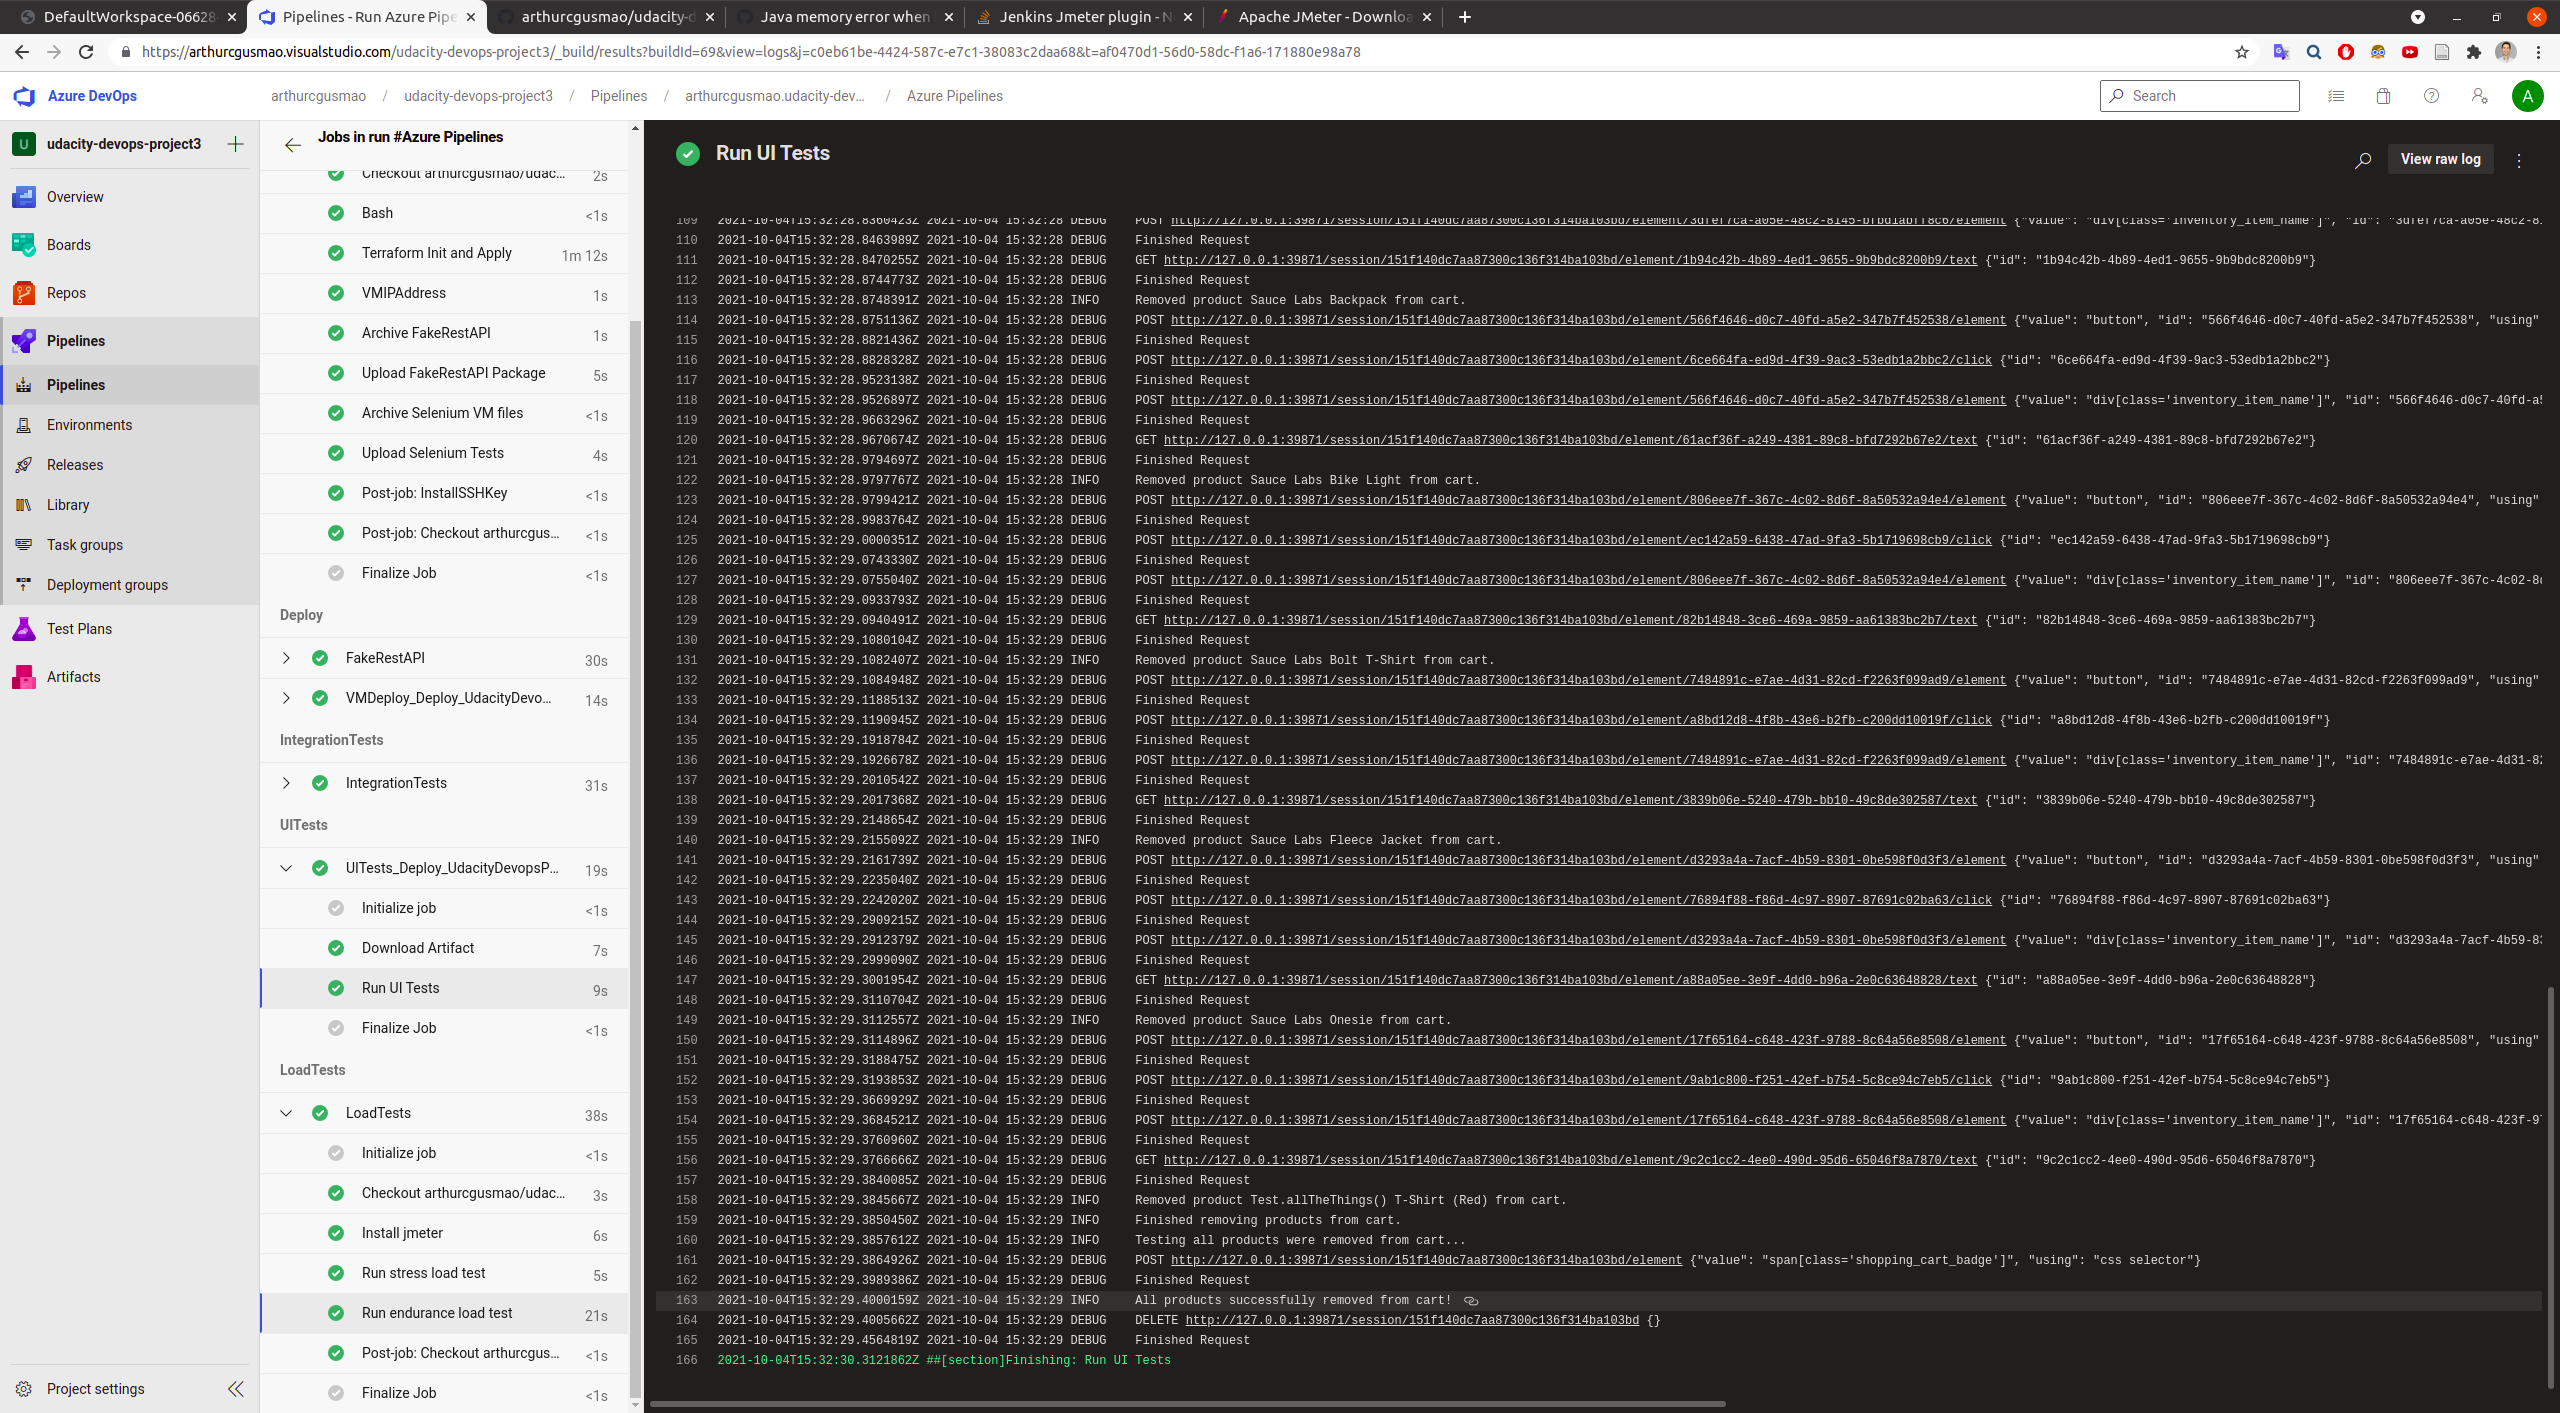 DefaultWorkspace-06628
Pipelines - Run Azure Pipe
arthurcgusmao/udacity-d
Java memory error when
Jenkins Jmeter plugin - N
Apache JMeter - Downloa
https://arthurcgusmao.visualstudio.com/udacity-devops-project3/_build/results?buildId=69&view=logs&j=c0eb61be-4424-587c-e7c1-38083c2daa68&t=af0470d1-56d0-58dc-f1a6-171880e98a78
Azure DevOps
arthurcgusmao / udacity-devops-project3 / Pipelines / arthurcgusmao.udacity-dev... / Azure Pipelines
Search
A
U udacity-devops-project3
Overview
Boards
Repos
Pipelines
Pipelines
Environments
Releases
Library
Task groups
Deployment groups
Test Plans
Artifacts
Project settings
Jobs in run #Azure Pipelines
Checkout arthurcgusmao/udac... 2s
Bash <1s
Terraform Init and Apply 1m 12s
VMIPAddress 1s
Archive FakeRestAPI 1s
Upload FakeRestAPI Package 5s
Archive Selenium VM files <1s
Upload Selenium Tests 4s
Post-job: InstallSSHKey <1s
Post-job: Checkout arthurcgus... <1s
Finalize Job <1s
Deploy
FakeRestAPI 30s
VMDeploy_Deploy_UdacityDevo... 14s
IntegrationTests
IntegrationTests 31s
UITests
UITests_Deploy_UdacityDevopsP... 19s
Initialize job <1s
Download Artifact 7s
Run UI Tests 9s
Finalize Job <1s
LoadTests
LoadTests 38s
Initialize job <1s
Checkout arthurcgusmao/udac... 3s
Install jmeter 6s
Run stress load test 5s
Run endurance load test 21s
Post-job: Checkout arthurcgus... <1s
Finalize Job <1s
Run UI Tests
View raw log
109 2021-10-04T15:32:28.8360423Z 2021-10-04 15:32:28 DEBUG POST http://127.0.0.1:39871/session/151f140dc7aa87300c136f314ba103bd/element/3dfef7ca-a05e-48c2-8145-bfbd1abff8c6/element {"value": "div[class='inventory_item_name']", "id": "3dfef7ca-a05e-48c2-8
110 2021-10-04T15:32:28.8463989Z 2021-10-04 15:32:28 DEBUG Finished Request
111 2021-10-04T15:32:28.8470255Z 2021-10-04 15:32:28 DEBUG GET http://127.0.0.1:39871/session/151f140dc7aa87300c136f314ba103bd/element/1b94c42b-4b89-4ed1-9655-9b9bdc8200b9/text {"id": "1b94c42b-4b89-4ed1-9655-9b9bdc8200b9"}
112 2021-10-04T15:32:28.8744773Z 2021-10-04 15:32:28 DEBUG Finished Request
113 2021-10-04T15:32:28.8748391Z 2021-10-04 15:32:28 INFO Removed product Sauce Labs Backpack from cart.
114 2021-10-04T15:32:28.8751136Z 2021-10-04 15:32:28 DEBUG POST http://127.0.0.1:39871/session/151f140dc7aa87300c136f314ba103bd/element/566f4646-d0c7-40fd-a5e2-347b7f452538/element {"value": "button", "id": "566f4646-d0c7-40fd-a5e2-347b7f452538", "using"
115 2021-10-04T15:32:28.8821436Z 2021-10-04 15:32:28 DEBUG Finished Request
116 2021-10-04T15:32:28.8828328Z 2021-10-04 15:32:28 DEBUG POST http://127.0.0.1:39871/session/151f140dc7aa87300c136f314ba103bd/element/6ce664fa-ed9d-4f39-9ac3-53edb1a2bbc2/click {"id": "6ce664fa-ed9d-4f39-9ac3-53edb1a2bbc2"}
117 2021-10-04T15:32:28.9523138Z 2021-10-04 15:32:28 DEBUG Finished Request
118 2021-10-04T15:32:28.9526897Z 2021-10-04 15:32:28 DEBUG POST http://127.0.0.1:39871/session/151f140dc7aa87300c136f314ba103bd/element/566f4646-d0c7-40fd-a5e2-347b7f452538/element {"value": "div[class='inventory_item_name']", "id": "566f4646-d0c7-40fd-a5
119 2021-10-04T15:32:28.9663296Z 2021-10-04 15:32:28 DEBUG Finished Request
120 2021-10-04T15:32:28.9670674Z 2021-10-04 15:32:28 DEBUG GET http://127.0.0.1:39871/session/151f140dc7aa87300c136f314ba103bd/element/61acf36f-a249-4381-89c8-bfd7292b67e2/text {"id": "61acf36f-a249-4381-89c8-bfd7292b67e2"}
121 2021-10-04T15:32:28.9794697Z 2021-10-04 15:32:28 DEBUG Finished Request
122 2021-10-04T15:32:28.9797767Z 2021-10-04 15:32:28 INFO Removed product Sauce Labs Bike Light from cart.
123 2021-10-04T15:32:28.9799421Z 2021-10-04 15:32:28 DEBUG POST http://127.0.0.1:39871/session/151f140dc7aa87300c136f314ba103bd/element/806eee7f-367c-4c02-8d6f-8a50532a94e4/element {"value": "button", "id": "806eee7f-367c-4c02-8d6f-8a50532a94e4", "using"
124 2021-10-04T15:32:28.9983764Z 2021-10-04 15:32:28 DEBUG Finished Request
125 2021-10-04T15:32:29.0000351Z 2021-10-04 15:32:29 DEBUG POST http://127.0.0.1:39871/session/151f140dc7aa87300c136f314ba103bd/element/ec142a59-6438-47ad-9fa3-5b1719698cb9/click {"id": "ec142a59-6438-47ad-9fa3-5b1719698cb9"}
126 2021-10-04T15:32:29.0743330Z 2021-10-04 15:32:29 DEBUG Finished Request
127 2021-10-04T15:32:29.0755040Z 2021-10-04 15:32:29 DEBUG POST http://127.0.0.1:39871/session/151f140dc7aa87300c136f314ba103bd/element/806eee7f-367c-4c02-8d6f-8a50532a94e4/element {"value": "div[class='inventory_item_name']", "id": "806eee7f-367c-4c02-8d
128 2021-10-04T15:32:29.0933793Z 2021-10-04 15:32:29 DEBUG Finished Request
129 2021-10-04T15:32:29.0940491Z 2021-10-04 15:32:29 DEBUG GET http://127.0.0.1:39871/session/151f140dc7aa87300c136f314ba103bd/element/82b14848-3ce6-469a-9859-aa61383bc2b7/text {"id": "82b14848-3ce6-469a-9859-aa61383bc2b7"}
130 2021-10-04T15:32:29.1080104Z 2021-10-04 15:32:29 DEBUG Finished Request
131 2021-10-04T15:32:29.1082407Z 2021-10-04 15:32:29 INFO Removed product Sauce Labs Bolt T-Shirt from cart.
132 2021-10-04T15:32:29.1084948Z 2021-10-04 15:32:29 DEBUG POST http://127.0.0.1:39871/session/151f140dc7aa87300c136f314ba103bd/element/7484891c-e7ae-4d31-82cd-f2263f099ad9/element {"value": "button", "id": "7484891c-e7ae-4d31-82cd-f2263f099ad9", "using"
133 2021-10-04T15:32:29.1188513Z 2021-10-04 15:32:29 DEBUG Finished Request
134 2021-10-04T15:32:29.1190945Z 2021-10-04 15:32:29 DEBUG POST http://127.0.0.1:39871/session/151f140dc7aa87300c136f314ba103bd/element/a8bd12d8-4f8b-43e6-b2fb-c200dd10019f/click {"id": "a8bd12d8-4f8b-43e6-b2fb-c200dd10019f"}
135 2021-10-04T15:32:29.1918784Z 2021-10-04 15:32:29 DEBUG Finished Request
136 2021-10-04T15:32:29.1926678Z 2021-10-04 15:32:29 DEBUG POST http://127.0.0.1:39871/session/151f140dc7aa87300c136f314ba103bd/element/7484891c-e7ae-4d31-82cd-f2263f099ad9/element {"value": "div[class='inventory_item_name']", "id": "7484891c-e7ae-4d31-82
137 2021-10-04T15:32:29.2010542Z 2021-10-04 15:32:29 DEBUG Finished Request
138 2021-10-04T15:32:29.2017368Z 2021-10-04 15:32:29 DEBUG GET http://127.0.0.1:39871/session/151f140dc7aa87300c136f314ba103bd/element/3839b06e-5240-479b-bb10-49c8de302587/text {"id": "3839b06e-5240-479b-bb10-49c8de302587"}
139 2021-10-04T15:32:29.2148654Z 2021-10-04 15:32:29 DEBUG Finished Request
140 2021-10-04T15:32:29.2155092Z 2021-10-04 15:32:29 INFO Removed product Sauce Labs Fleece Jacket from cart.
141 2021-10-04T15:32:29.2161739Z 2021-10-04 15:32:29 DEBUG POST http://127.0.0.1:39871/session/151f140dc7aa87300c136f314ba103bd/element/d3293a4a-7acf-4b59-8301-0be598f0d3f3/element {"value": "button", "id": "d3293a4a-7acf-4b59-8301-0be598f0d3f3", "using"
142 2021-10-04T15:32:29.2235040Z 2021-10-04 15:32:29 DEBUG Finished Request
143 2021-10-04T15:32:29.2242020Z 2021-10-04 15:32:29 DEBUG POST http://127.0.0.1:39871/session/151f140dc7aa87300c136f314ba103bd/element/76894f88-f86d-4c97-8907-87691c02ba63/click {"id": "76894f88-f86d-4c97-8907-87691c02ba63"}
144 2021-10-04T15:32:29.2909215Z 2021-10-04 15:32:29 DEBUG Finished Request
145 2021-10-04T15:32:29.2912379Z 2021-10-04 15:32:29 DEBUG POST http://127.0.0.1:39871/session/151f140dc7aa87300c136f314ba103bd/element/d3293a4a-7acf-4b59-8301-0be598f0d3f3/element {"value": "div[class='inventory_item_name']", "id": "d3293a4a-7acf-4b59-83
146 2021-10-04T15:32:29.2999090Z 2021-10-04 15:32:29 DEBUG Finished Request
147 2021-10-04T15:32:29.3001954Z 2021-10-04 15:32:29 DEBUG GET http://127.0.0.1:39871/session/151f140dc7aa87300c136f314ba103bd/element/a88a05ee-3e9f-4dd0-b96a-2e0c63648828/text {"id": "a88a05ee-3e9f-4dd0-b96a-2e0c63648828"}
148 2021-10-04T15:32:29.3110704Z 2021-10-04 15:32:29 DEBUG Finished Request
149 2021-10-04T15:32:29.3112557Z 2021-10-04 15:32:29 INFO Removed product Sauce Labs Onesie from cart.
150 2021-10-04T15:32:29.3114896Z 2021-10-04 15:32:29 DEBUG POST http://127.0.0.1:39871/session/151f140dc7aa87300c136f314ba103bd/element/17f65164-c648-423f-9788-8c64a56e8508/element {"value": "button", "id": "17f65164-c648-423f-9788-8c64a56e8508", "using"
151 2021-10-04T15:32:29.3188475Z 2021-10-04 15:32:29 DEBUG Finished Request
152 2021-10-04T15:32:29.3193853Z 2021-10-04 15:32:29 DEBUG POST http://127.0.0.1:39871/session/151f140dc7aa87300c136f314ba103bd/element/9ab1c800-f251-42ef-b754-5c8ce94c7eb5/click {"id": "9ab1c800-f251-42ef-b754-5c8ce94c7eb5"}
153 2021-10-04T15:32:29.3669929Z 2021-10-04 15:32:29 DEBUG Finished Request
154 2021-10-04T15:32:29.3684521Z 2021-10-04 15:32:29 DEBUG POST http://127.0.0.1:39871/session/151f140dc7aa87300c136f314ba103bd/element/17f65164-c648-423f-9788-8c64a56e8508/element {"value": "div[class='inventory_item_name']", "id": "17f65164-c648-423f-97
155 2021-10-04T15:32:29.3760960Z 2021-10-04 15:32:29 DEBUG Finished Request
156 2021-10-04T15:32:29.3766666Z 2021-10-04 15:32:29 DEBUG GET http://127.0.0.1:39871/session/151f140dc7aa87300c136f314ba103bd/element/9c2c1cc2-4ee0-490d-95d6-65046f8a7870/text {"id": "9c2c1cc2-4ee0-490d-95d6-65046f8a7870"}
157 2021-10-04T15:32:29.3840085Z 2021-10-04 15:32:29 DEBUG Finished Request
158 2021-10-04T15:32:29.3845667Z 2021-10-04 15:32:29 INFO Removed product Test.allTheThings() T-Shirt (Red) from cart.
159 2021-10-04T15:32:29.3850450Z 2021-10-04 15:32:29 INFO Finished removing products from cart.
160 2021-10-04T15:32:29.3857612Z 2021-10-04 15:32:29 INFO Testing all products were removed from cart...
161 2021-10-04T15:32:29.3864926Z 2021-10-04 15:32:29 DEBUG POST http://127.0.0.1:39871/session/151f140dc7aa87300c136f314ba103bd/element {"value": "span[class='shopping_cart_badge']", "using": "css selector"}
162 2021-10-04T15:32:29.3989386Z 2021-10-04 15:32:29 DEBUG Finished Request
163 2021-10-04T15:32:29.4000159Z 2021-10-04 15:32:29 INFO All products successfully removed from cart!
164 2021-10-04T15:32:29.4005662Z 2021-10-04 15:32:29 DEBUG DELETE http://127.0.0.1:39871/session/151f140dc7aa87300c136f314ba103bd {}
165 2021-10-04T15:32:29.4564819Z 2021-10-04 15:32:29 DEBUG Finished Request
166 2021-10-04T15:32:30.3121862Z ##[section]Finishing: Run UI Tests